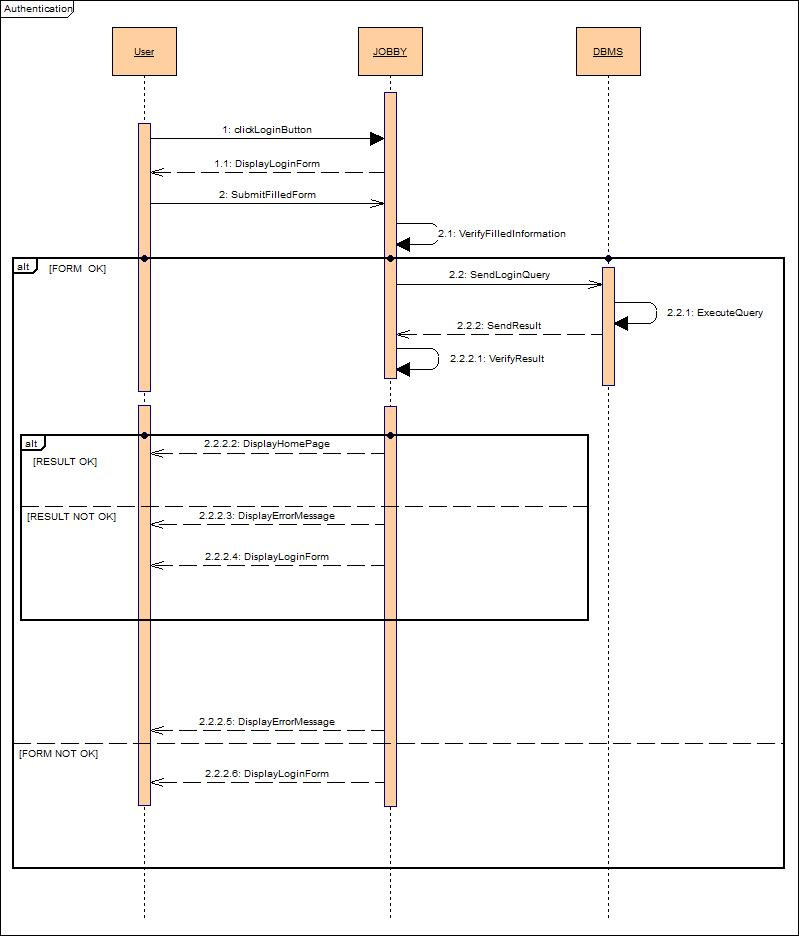 Authentication
User
JOBBY
DBMS
1: clickLoginButton
1.1: DisplayLoginForm
2: SubmitFilledForm
2.1: VerifyFilledInformation
alt
[FORM  OK]
2.2: SendLoginQuery
2.2.1: ExecuteQuery
2.2.2: SendResult
2.2.2.1: VerifyResult
alt
2.2.2.2: DisplayHomePage
[RESULT OK]
[RESULT NOT OK]
2.2.2.3: DisplayErrorMessage
2.2.2.4: DisplayLoginForm
2.2.2.5: DisplayErrorMessage
[FORM NOT OK]
2.2.2.6: DisplayLoginForm